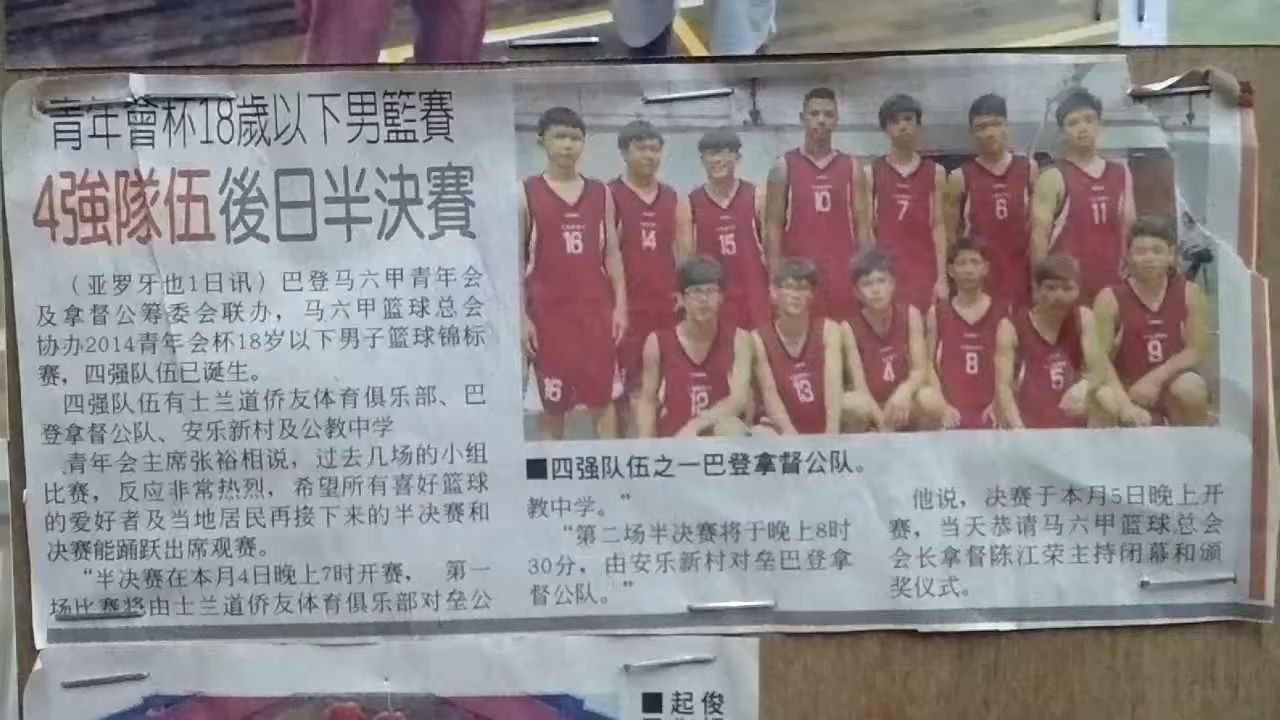 青年會杯18歲以下男籃賽
4強隊伍後日半決賽
（亚罗牙也1日讯）巴登马六甲青年会
及拿督公筹委会联办，马六甲篮球总会
协办2014青年会杯18岁以下男子篮球锦标
赛，四强队伍已诞生。
四强队伍有士兰道侨友体育俱乐部、巴
登拿督公队、安乐新村及公教中学
青年会主席张裕相说，过去几场的小组
比赛，反应非常热烈，希望所有喜好篮球
的爱好者及当地居民再接下来的半决赛和
决赛能踊跃出席观赛。
“半决赛在本月4日晚上7时开赛， 第一
场比赛将由士兰道侨友体育俱乐部对垒公
16
14
15
10
7
6
11
16
12
13
4
8
5
9
■四强队伍之一巴登拿督公队。
教中学。”
“第二场半决赛将于晚上8时
30分，由安乐新村对垒巴登拿
督公队。”
他说，决赛于本月5日晚上开
赛，当天恭请马六甲篮球总会
会长拿督陈江荣主持闭幕和颁
奖仪式。
■起俊